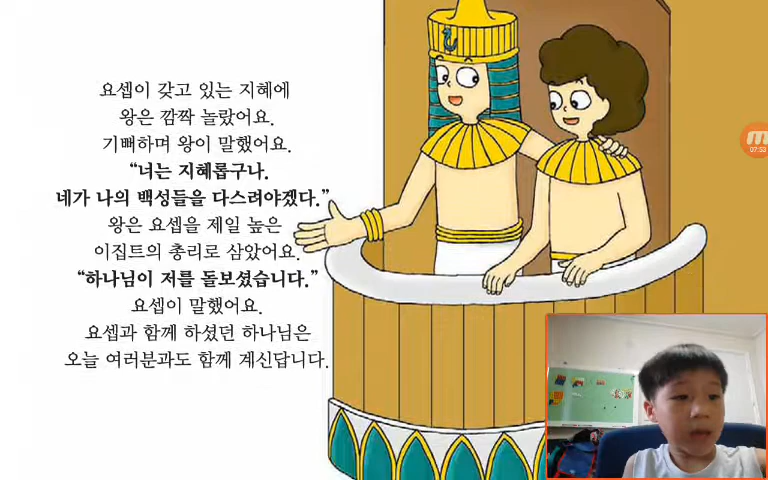 요셉이 갖고 있는 지혜에
왕은 깜짝 놀랐어요.
기뻐하며 왕이 말했어요.
“너는 지혜롭구나.
네가 나의 백성들을 다스려야겠다.”
왕은 요셉을 제일 높은
이집트의 총리로 삼았어요.
“하나님이 저를 돌보셨습니다.”
요셉이 말했어요.
요셉과 함께 하셨던 하나님은
오늘 여러분과도 함께 계신답니다.
07:53